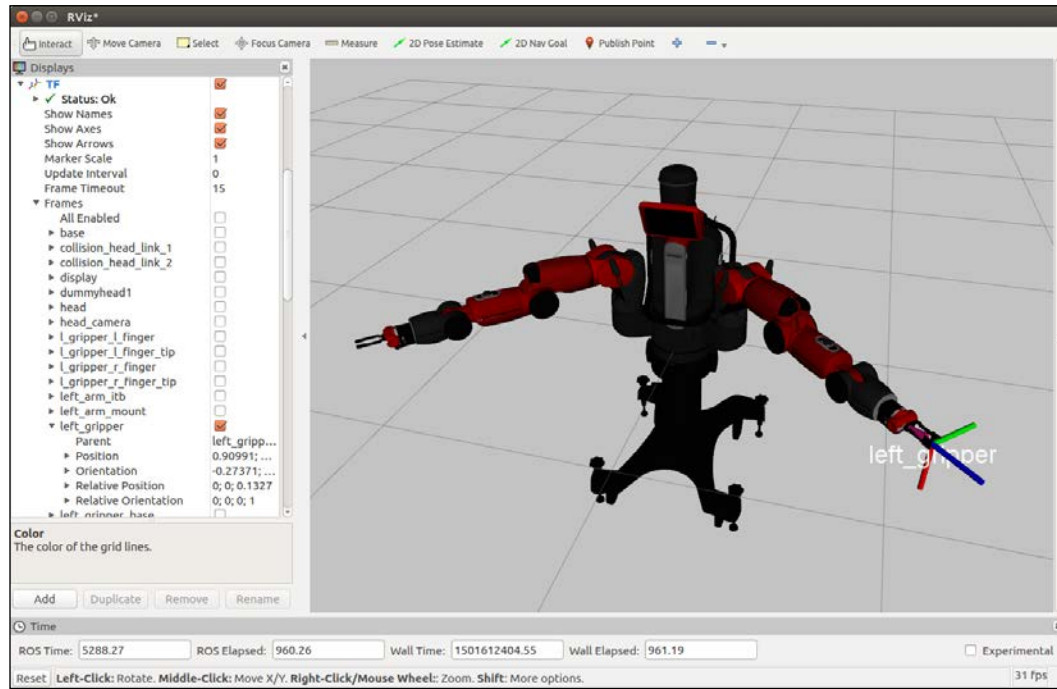 RViz*
Interact Move Camera Select Focus Camera Measure 2D Pose Estimate 2D Nav Goal Publish Point
Displays
TF
Status: Ok
Show Names
Show Axes
Show Arrows
Marker Scale 1
Update Interval 0
Frame Timeout 15
Frames
All Enabled
base
collision_head_link_1
collision_head_link_2
display
dummyhead1
head
head_camera
l_gripper_l_finger
l_gripper_l_finger_tip
l_gripper_r_finger
l_gripper_r_finger_tip
left_arm_itb
left_arm_mount
left_gripper
Parent left_gripp...
Position 0.90991; ...
Orientation -0.27371; ...
Relative Position 0; 0; 0.1327
Relative Orientation 0; 0; 0; 1
left_gripper_base
left_gripper
Color
The color of the grid lines.
Add Duplicate Remove Rename
Time
ROS Time: 5288.27 ROS Elapsed: 960.26 Wall Time: 1501612404.55 Wall Elapsed: 961.19 Experimental
Reset Left-Click: Rotate. Middle-Click: Move X/Y. Right-Click/Mouse Wheel:: Zoom. Shift: More options. 31 fps